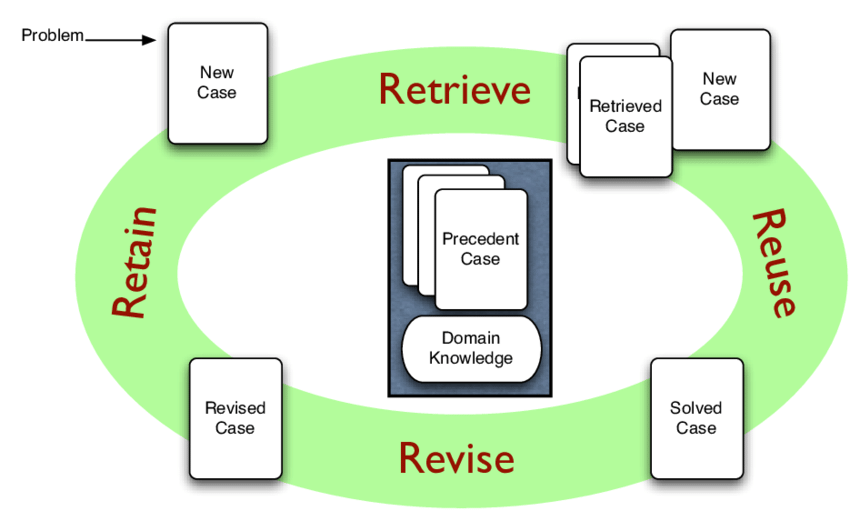 Problem
New
Case
Retrieve
Retrieved
Case
New
Case
Retain
Precedent
Case
Reuse
Domain
Knowledge
Revised
Case
Revise
Solved
Case